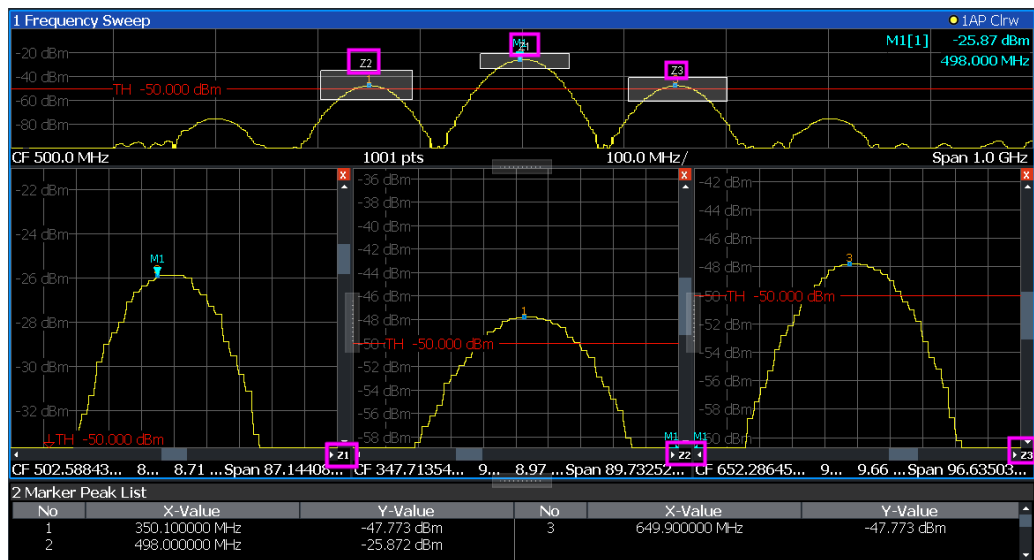 1 Frequency Sweep
1AP Clrw
M1[1] -25.87 dBm
498.000 MHz
M1
Z1
Z2
Z3
1
3
-20 dBm
-40 dBm
TH -50.000 dBm
-60 dBm
-80 dBm
CF 500.0 MHz 1001 pts 100.0 MHz/ Span 1.0 GHz
-22 dBm
-24 dBm
M1
-26 dBm
-28 dBm
-30 dBm
-32 dBm
TH -50.000 dBm
X
-36 dBm
-38 dBm
-40 dBm
-42 dBm
-44 dBm
-46 dBm
1
-48 dBm
TH -50.000 dBm
-52 dBm
-54 dBm
-56 dBm
-58 dBm
M1 M1
X
-42 dBm
-44 dBm
-46 dBm
3
-48 dBm
-50 TH -50.000 dBm
-52 dBm
-54 dBm
-56 dBm
-58 dBm
-60 dBm
X
Z1
Z2
Z3
CF 502.58843... 8... 8.71 ... Span 87.14408... CF 347.71354... 9... 8.97 ... Span 89.73252... CF 652.28645... 9... 9.66 ... Span 96.63503...
2 Marker Peak List
No X-Value Y-Value No X-Value Y-Value
1 350.100000 MHz -47.773 dBm 3 649.900000 MHz -47.773 dBm
2 498.000000 MHz -25.872 dBm